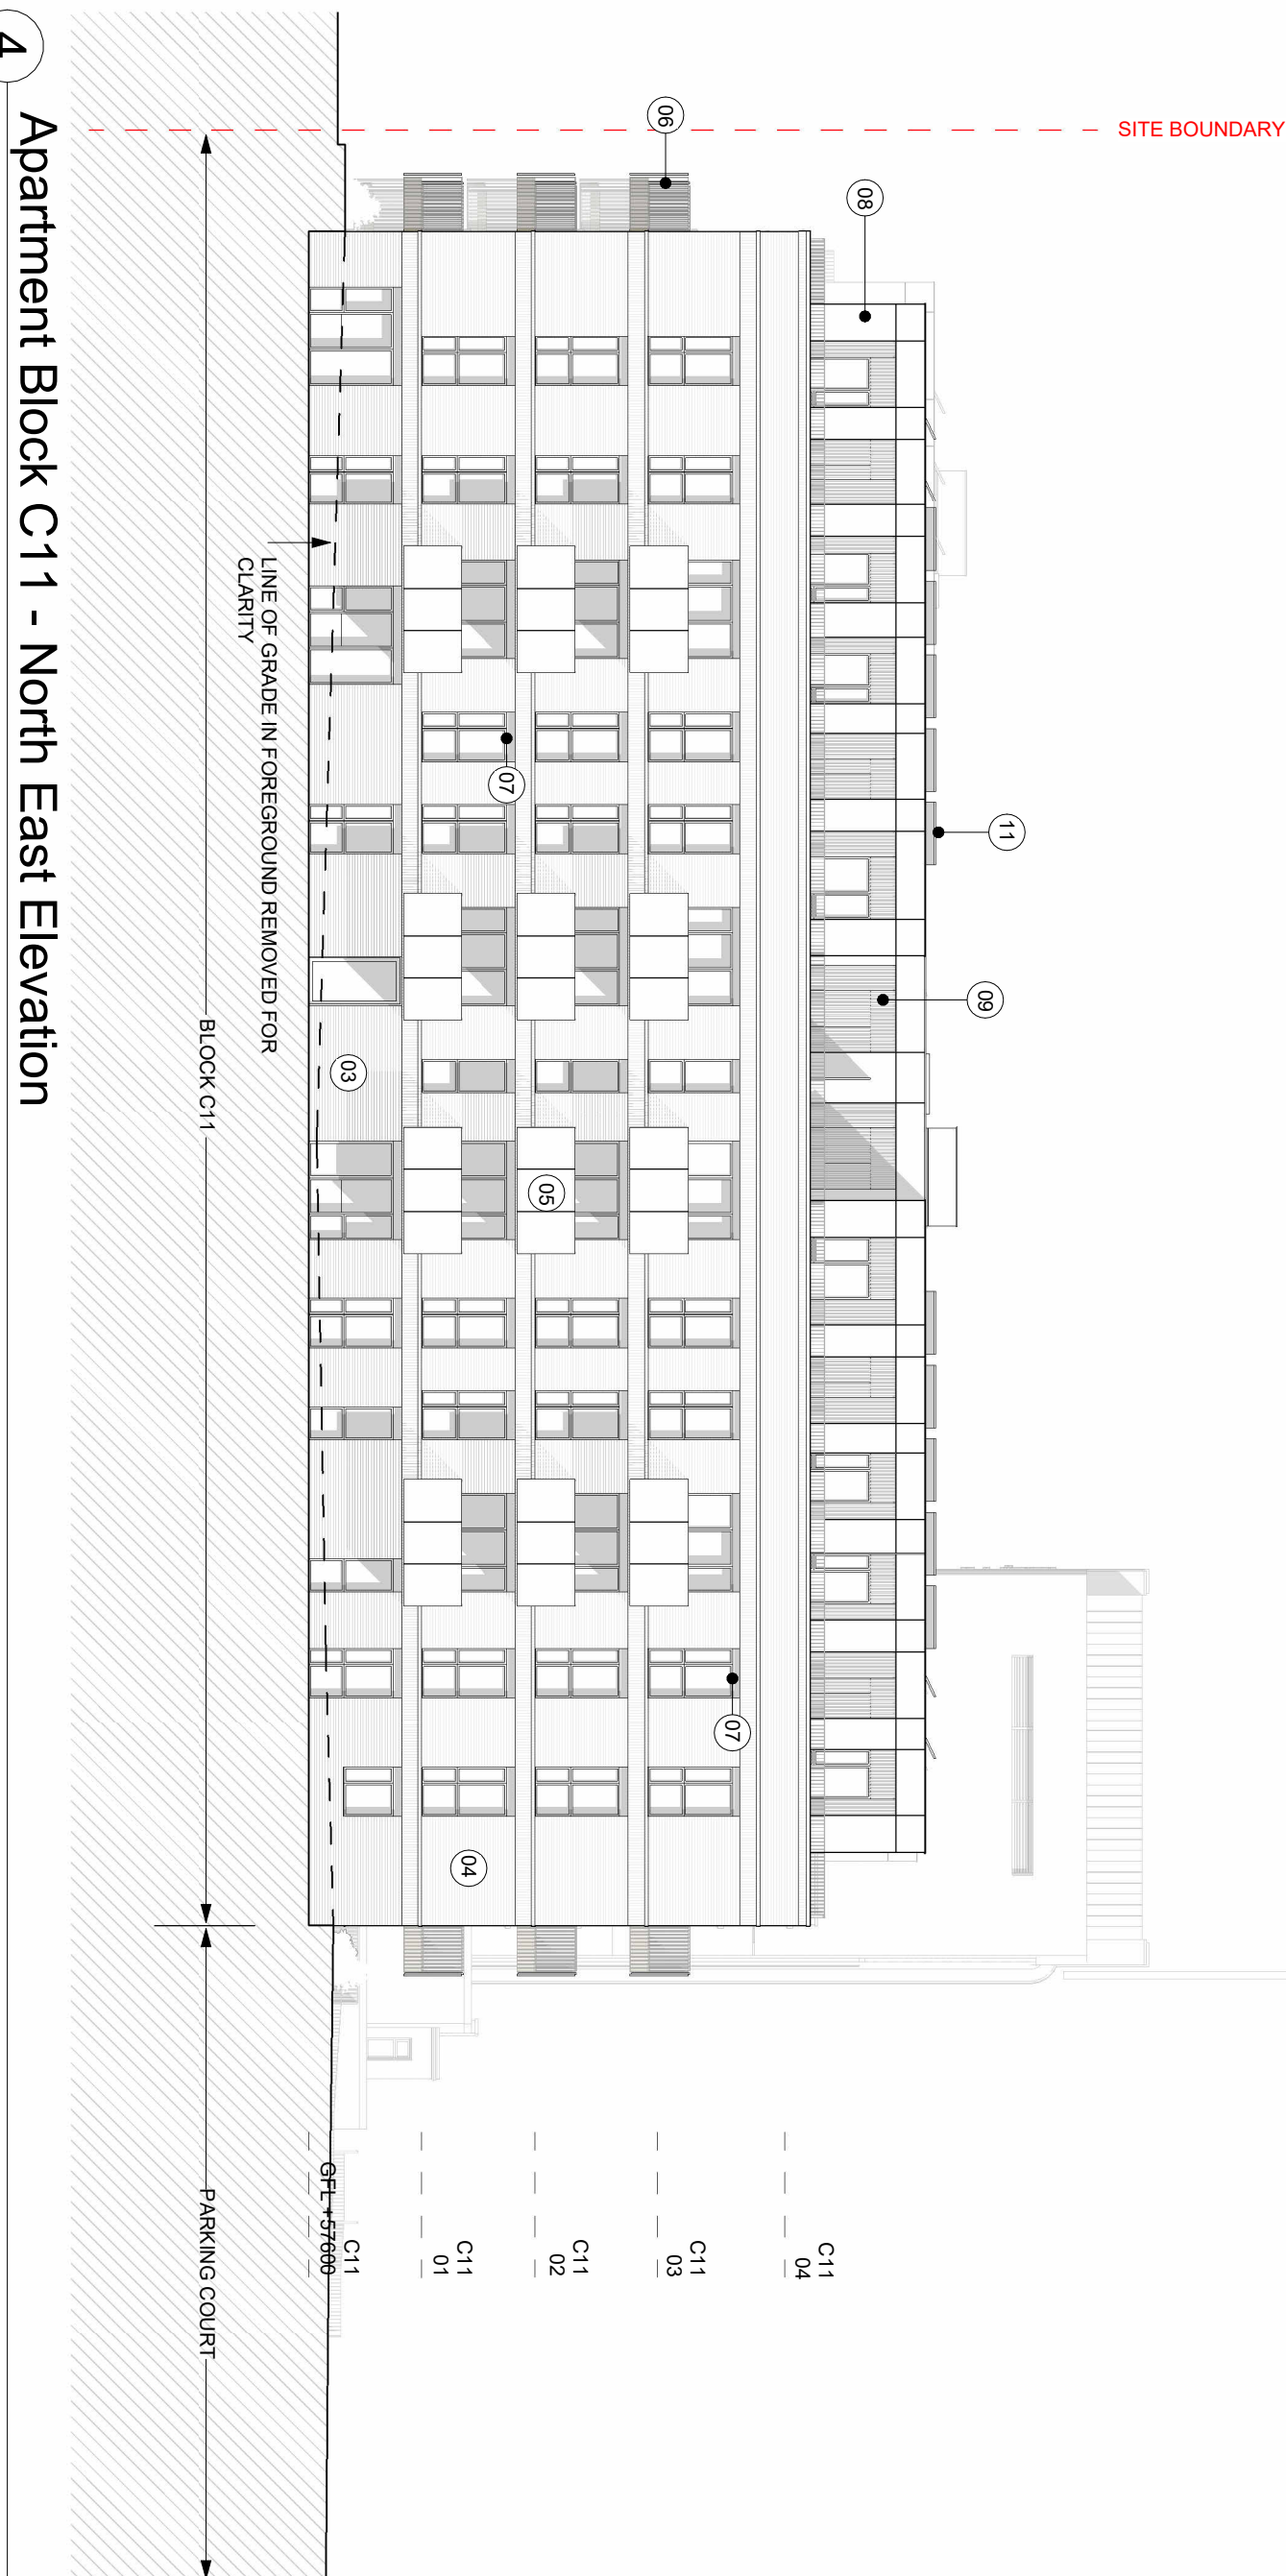 SITE BOUNDARY
06
08
11
09
07
03
05
07
04
LINE OF GRADE IN FOREGROUND REMOVED FOR
CLARITY
C11
04
C11
03
C11
02
C11
01
C11
GFL +57600
BLOCK C11
PARKING COURT
4
Apartment Block C11 - North East Elevation